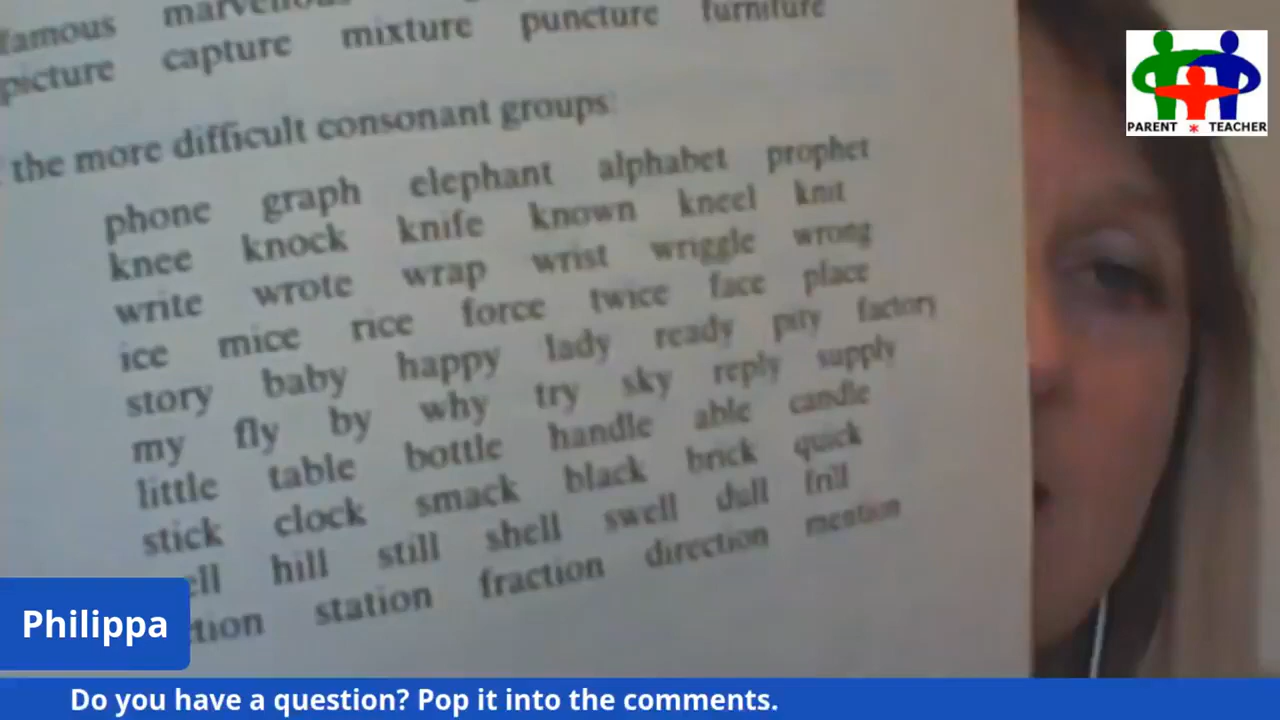 famous
picture capture mixture puncture furniture
the more difficult consonant groups:
phone graph elephant alphabet prophet
knee knock knife known kneel knit
write wrote wrap wrist wriggle wrong
ice mice rice force twice face place
story baby happy lady ready pity factory
my fly by why try sky reply supply
little table bottle handle able candle
stick clock smack black brick quick
ell hill still shell swell dull
tion station fraction direction mention
PARENT * TEACHER
Philippa
Do you have a question? Pop it into the comments.